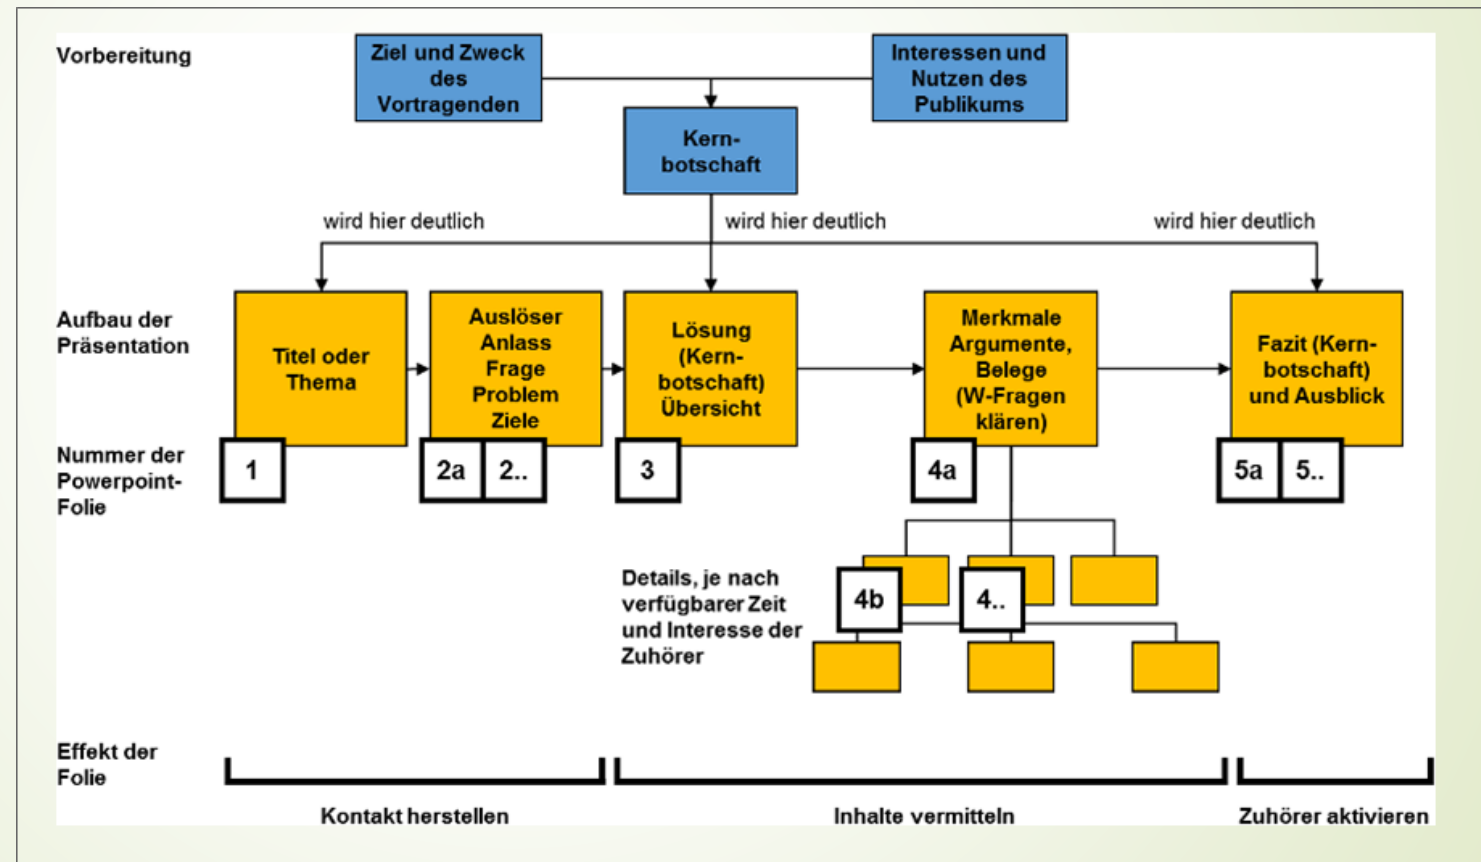 Vorbereitung
Ziel und Zweck
des
Vortragenden
Interessen und
Nutzen des
Publikums
Kern-
botschaft
wird hier deutlich
wird hier deutlich
wird hier deutlich
Aufbau der
Präsentation
Titel oder
Thema
Auslöser
Anlass
Frage
Problem
Ziele
Lösung
(Kern-
botschaft)
Übersicht
Merkmale
Argumente,
Belege
(W-Fragen
klären)
Fazit (Kern-
botschaft)
und Ausblick
Nummer der
Powerpoint-
Folie
1
2a
2..
3
4a
5a
5..
Details, je nach
verfügbarer Zeit
und Interesse der
Zuhörer
4b
4..
Effekt der
Folie
Kontakt herstellen
Inhalte vermitteln
Zuhörer aktivieren